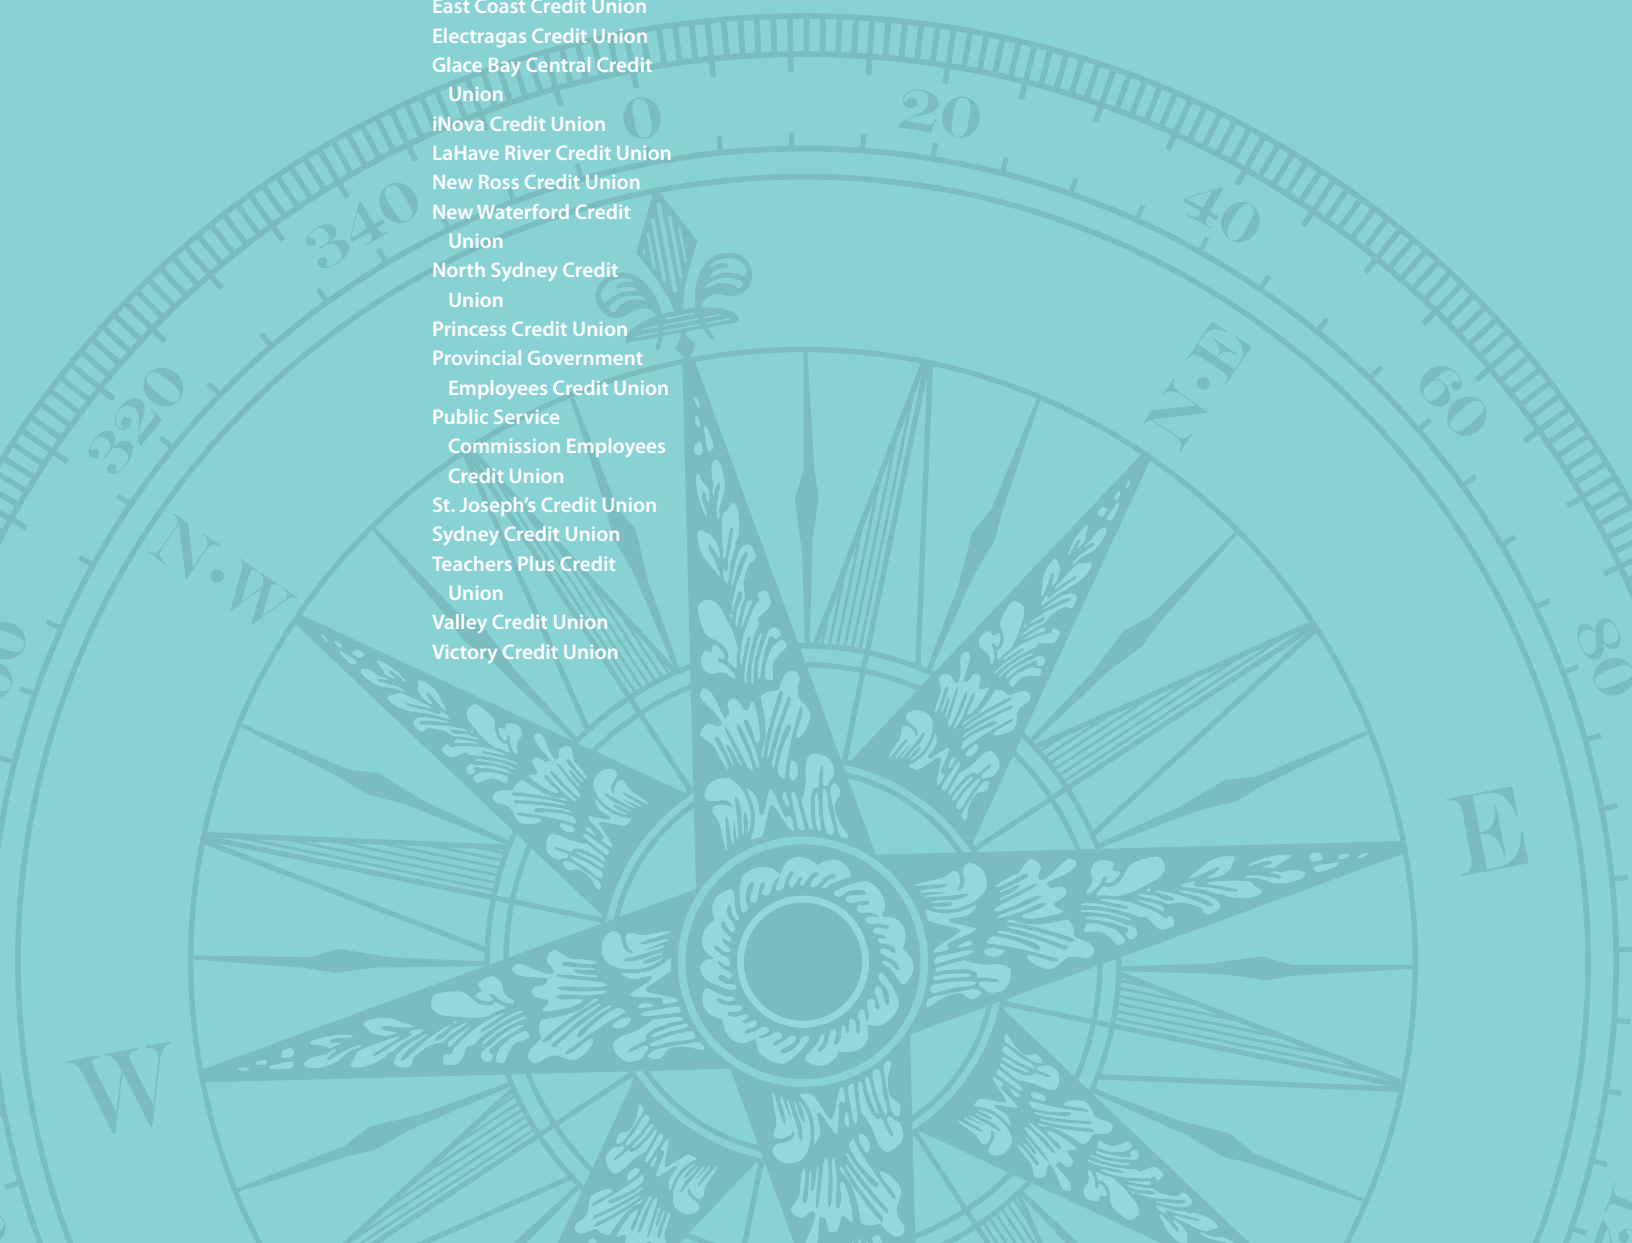 East Coast Credit Union
Electragas Credit Union
Glace Bay Central Credit
Union
iNova Credit Union
LaHave River Credit Union
New Ross Credit Union
New Waterford Credit
Union
North Sydney Credit
Union
Princess Credit Union
Provincial Government
Employees Credit Union
Public Service
Commission Employees
Credit Union
St. Joseph’s Credit Union
Sydney Credit Union
Teachers Plus Credit
Union
Valley Credit Union
Victory Credit Union
320
340
0
20
40
60
80
N•W
N•E
E
W